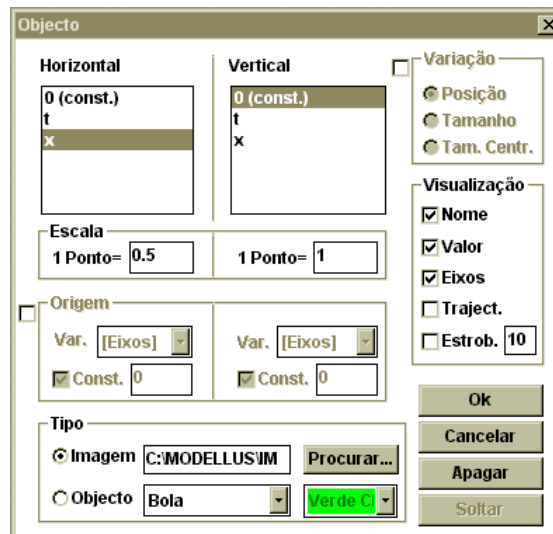 Objecto
Horizontal
0 (const.)
t
x
Vertical
0 (const.)
t
x
Variação
Posição
Tamanho
Tam. Centr.
Escala
1 Ponto= 0.5
1 Ponto= 1
Visualização
Nome
Valor
Eixos
Traject.
Estrob. 10
Origem
Var. [Eixos]
Const. 0
Var. [Eixos]
Const. 0
Tipo
Imagem C:\MODELLUS\IM Procurar...
Objecto Bola Verde Cl
Ok
Cancelar
Apagar
Soltar